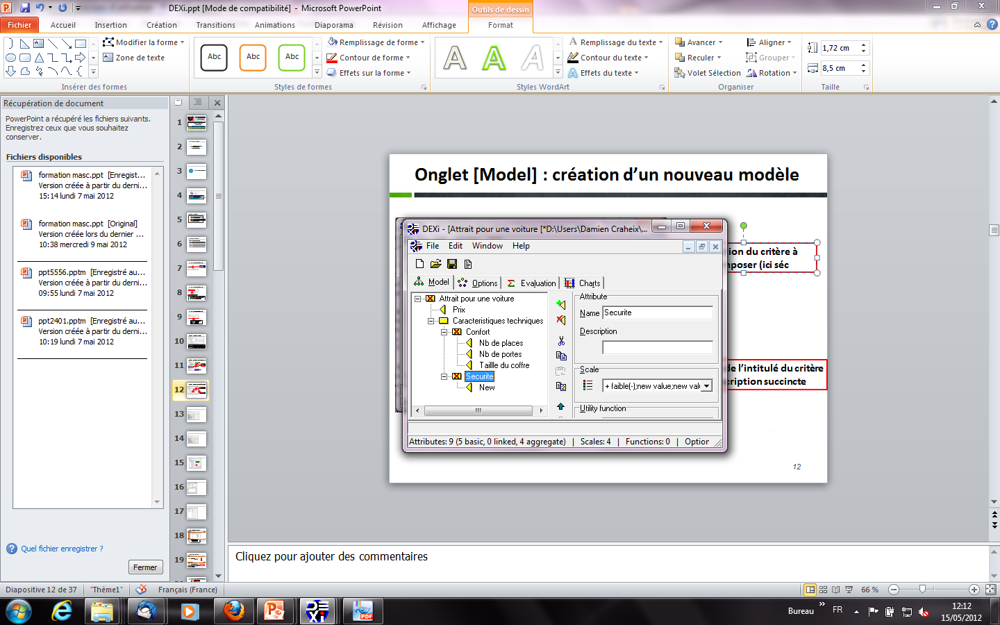 DEXi.ppt [Mode de compatibilité] - Microsoft PowerPoint
Outils de dessin
Fichier
Accueil
Insertion
Création
Transitions
Animations
Diaporama
Révision
Affichage
Format
Modifier la forme
Zone de texte
Insérer des formes
Abc
Abc
Abc
Remplissage de forme
Contour de forme
Effets sur la forme
Styles de formes
A
A
A
Remplissage du texte
Contour du texte
Effets du texte
Styles WordArt
Avancer
Reculer
Volet Sélection
Aligner
Grouper
Rotation
Organiser
1,72 cm
8,5 cm
Taille
Récupération de document
PowerPoint a récupéré les fichiers suivants.
Enregistrez ceux que vous souhaitez
conserver.
Fichiers disponibles
formation masc.ppt [Enregist...
Version créée à partir du derni...
15:14 lundi 7 mai 2012
formation masc.ppt [Original]
Version créée lors du dernier ...
10:38 mercredi 9 mai 2012
ppt5556.pptm [Enregistré au...
Version créée à partir du derni...
09:55 lundi 7 mai 2012
ppt2401.pptm [Enregistré au...
Version créée à partir du derni...
10:19 lundi 7 mai 2012
Quel fichier enregistrer ?
Fermer
1
2
3
4
5
6
7
8
9
10
11
12
13
14
15
16
17
18
19
Onglet [Model] : création d'un nouveau modèle
DEXi - [Attrait pour une voiture [*D:\Users\Damien Craheix\...
File Edit Window Help
Model
Options
Evaluation
Charts
Attrait pour une voiture
Prix
Caracteristiques techniques
Confort
Nb de places
Nb de portes
Taillle du coffre
Securite
New
Attribute
Name
Securite
Description
Scale
+ faible(-);new value;new valu
Utility function
Attributes: 9 (5 basic, 0 linked, 4 aggregate) | Scales: 4 | Functions: 0 | Option
ion du critère à
mposer (ici séc
de l'intitulé du critère
cription succincte
12
Cliquez pour ajouter des commentaires
Diapositive 12 de 37
"Thème1"
Français (France)
66 %
PDF
Bureau
FR
12:12
15/05/2012